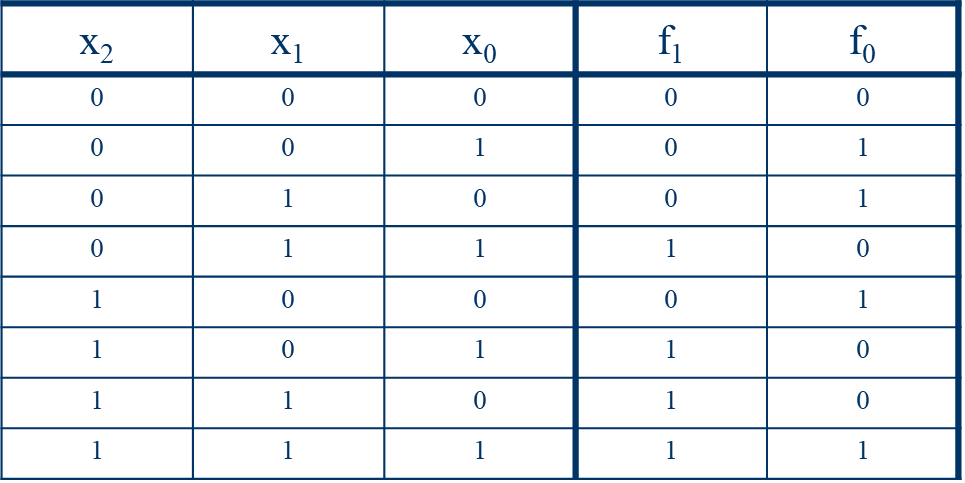 x₂ x₁ x₀ f₁ f₀
0 0 0 0 0
0 0 1 0 1
0 1 0 0 1
0 1 1 1 0
1 0 0 0 1
1 0 1 1 0
1 1 0 1 0
1 1 1 1 1